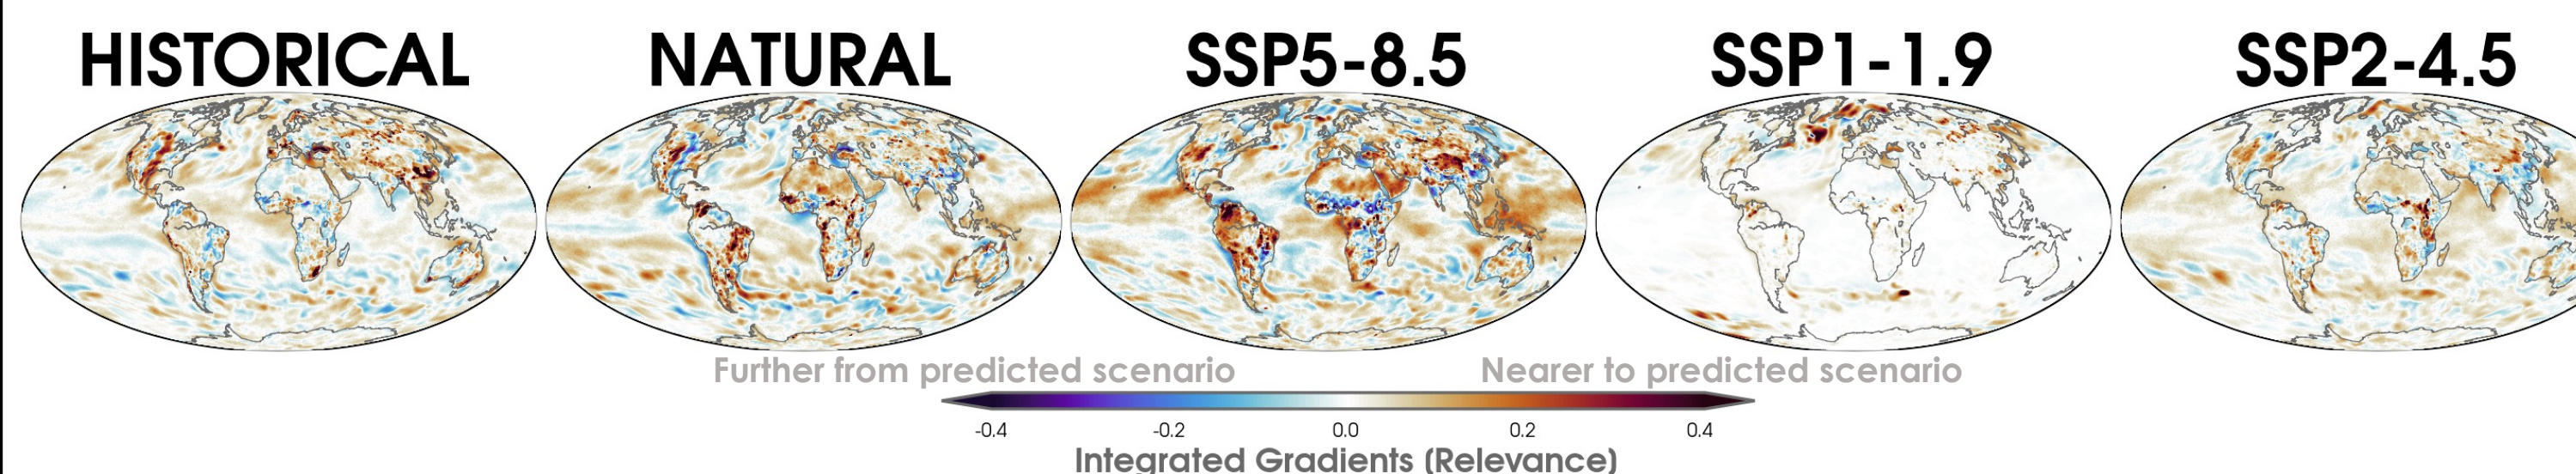 HISTORICAL NATURAL SSP5-8.5 SSP1-1.9 SSP2-4.5
Further from predicted scenario Nearer to predicted scenario
-0.4 -0.2 0.0 0.2 0.4
Integrated Gradients (Relevance)